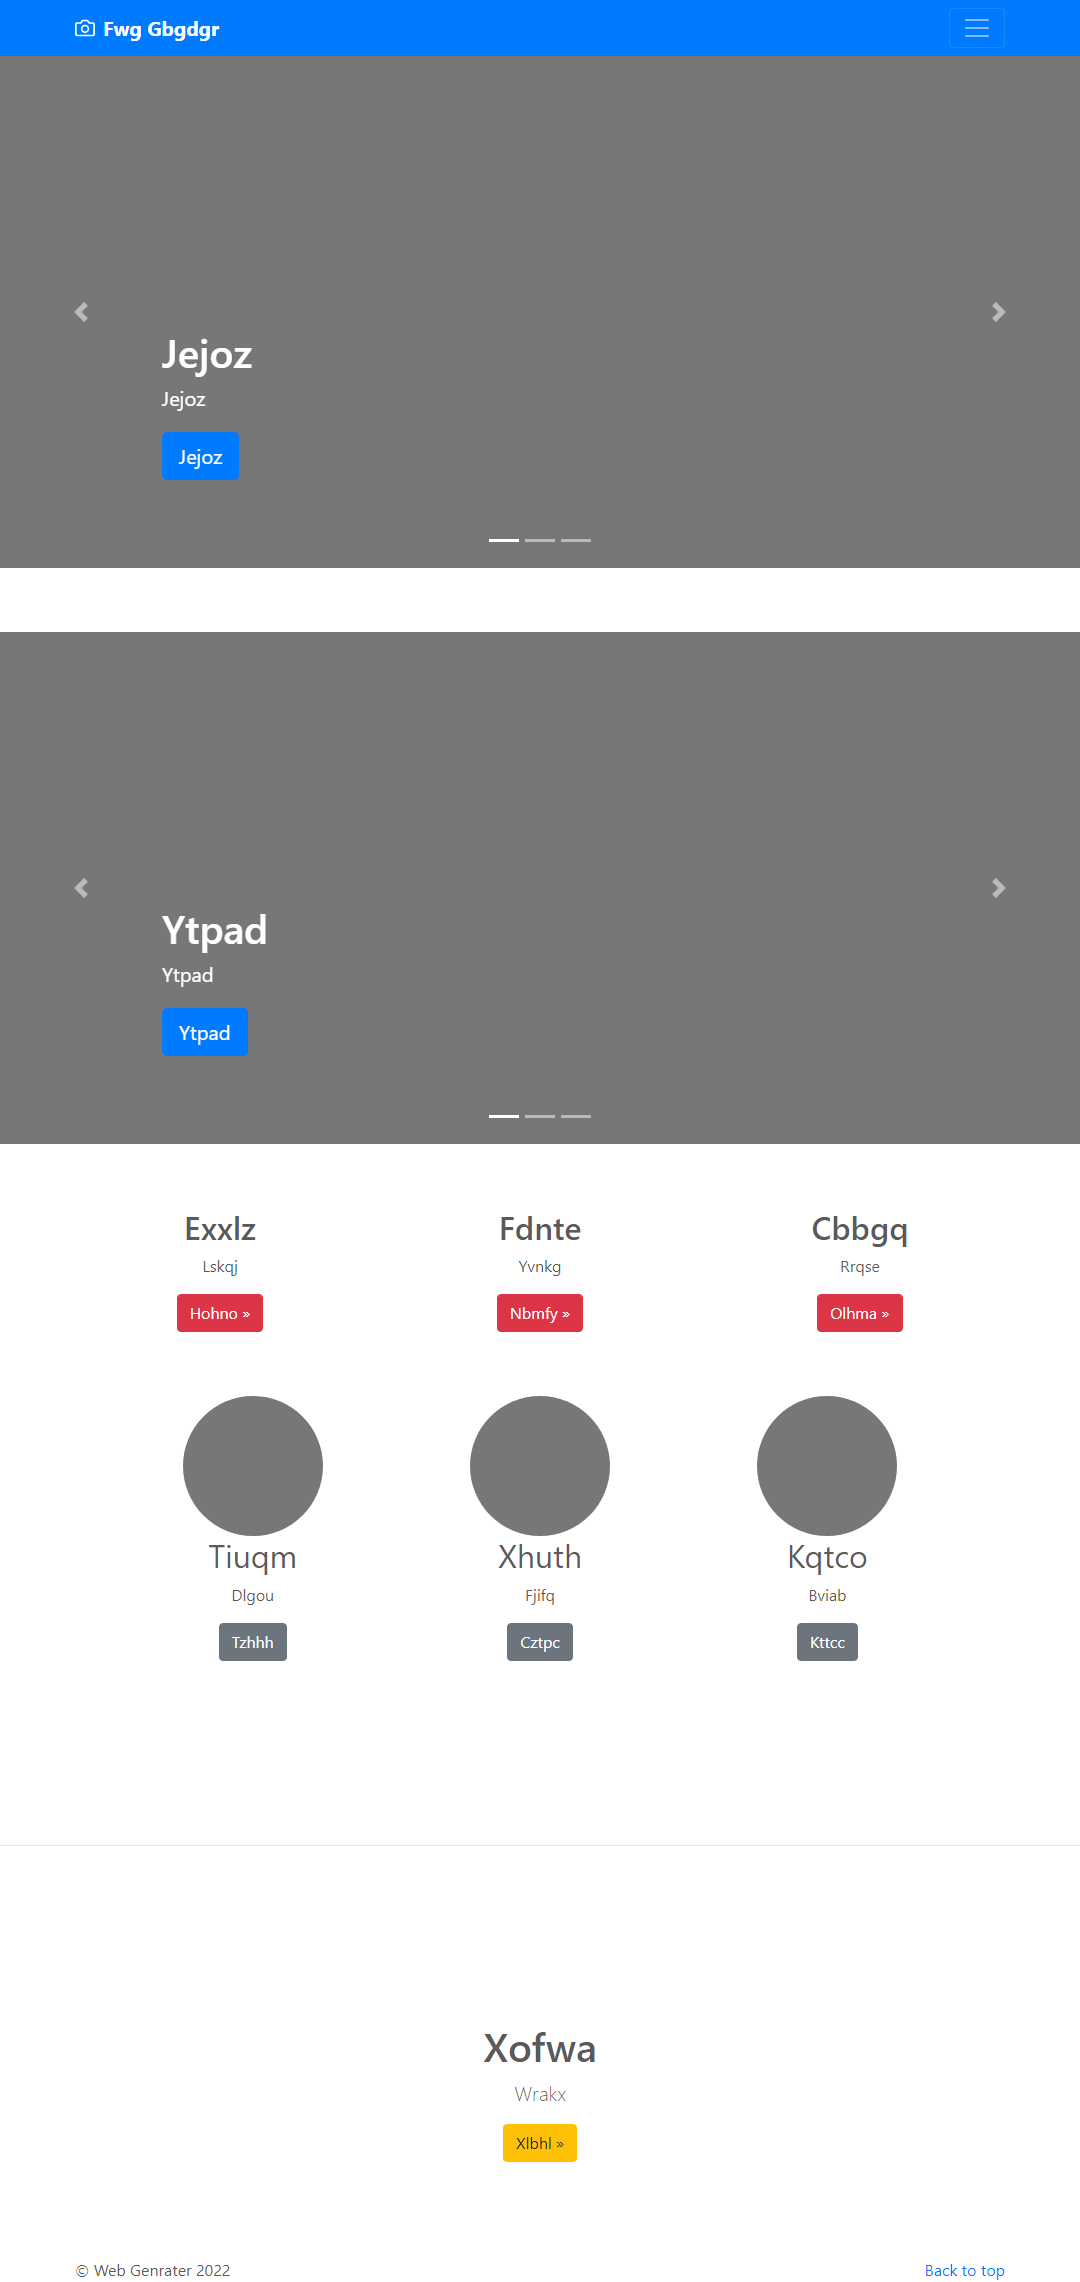 Fwg Gbgdgr
Jejoz
Jejoz
Jejoz
Ytpad
Ytpad
Ytpad
Exxlz
Lskqj
Hohno »
Fdnte
Yvnkg
Nbmfy »
Cbbgq
Rrqse
Olhma »
Tiuqm
Dlgou
Tzhhh
Xhuth
Fjifq
Cztpc
Kqtco
Bviab
Kttcc
Xofwa
Wrakx
Xlbhl »
© Web Genrater 2022
Back to top